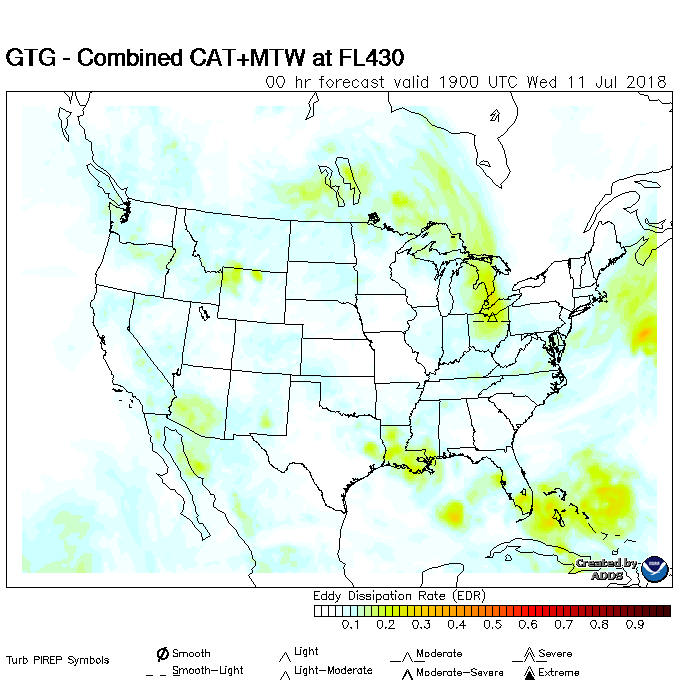 GTG - Combined CAT+MTW at FL430
00 hr forecast valid 1900 UTC Wed 11 Jul 2018
Created by
ADDS
Eddy Dissipation Rate (EDR)
0.1 0.2 0.3 0.4 0.5 0.6 0.7 0.8 0.9
Turb PIREP Symbols
Smooth Light Moderate Severe
Smooth-Light Light-Moderate Moderate-Severe Extreme